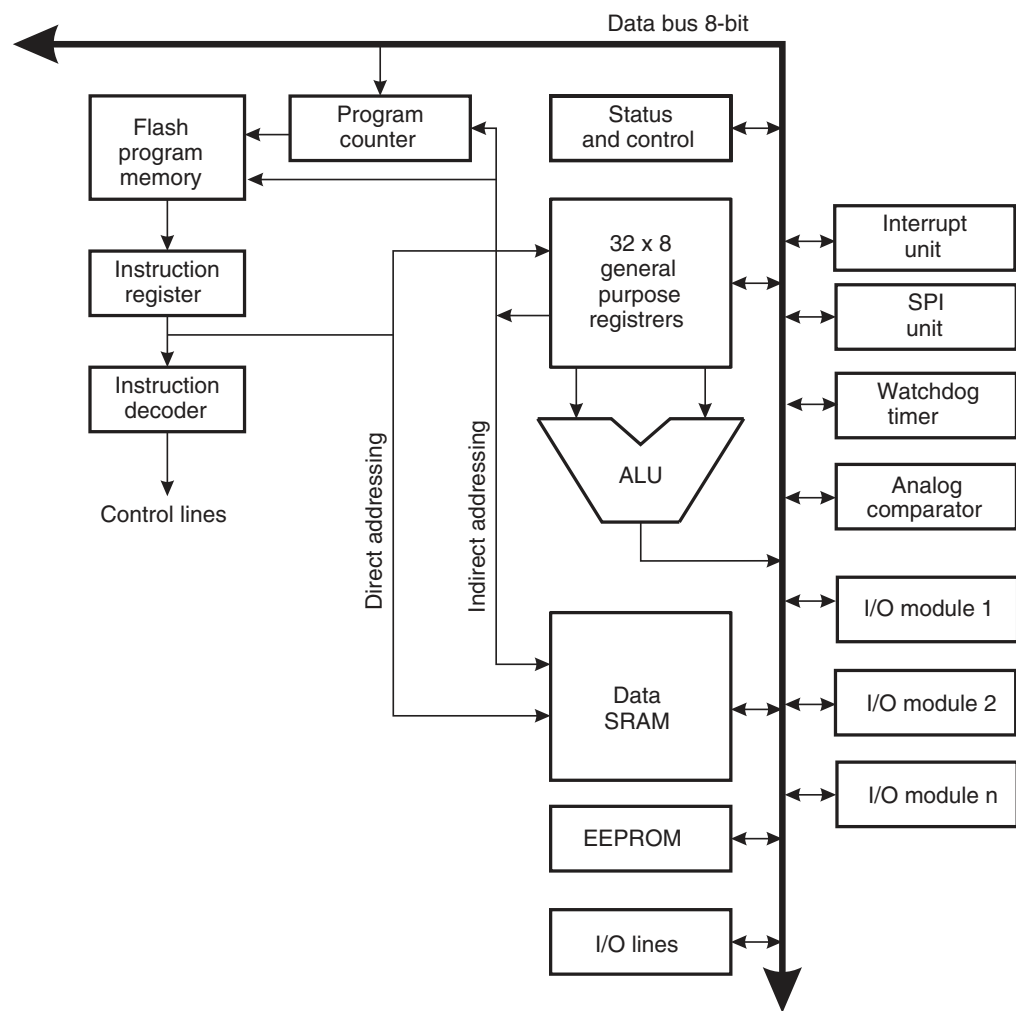 Data bus 8-bit
Flash
program
memory
Program
counter
Status
and control
Instruction
register
32 x 8
general
purpose
registrers
Interrupt
unit
SPI
unit
Instruction
decoder
Watchdog
timer
Control lines
Direct addressing
Indirect addressing
ALU
Analog
comparator
I/O module 1
Data
SRAM
I/O module 2
I/O module n
EEPROM
I/O lines